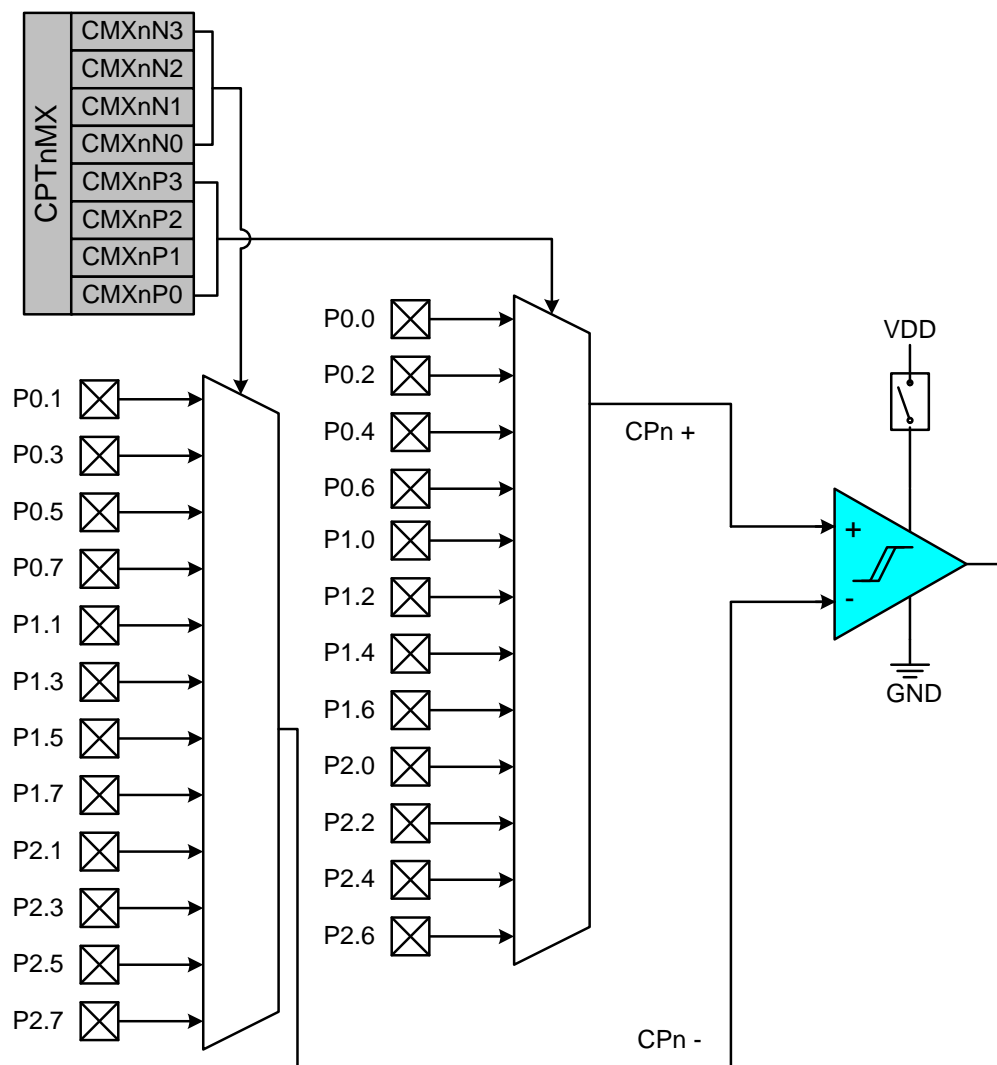 CPTnMX
CMXnN3
CMXnN2
CMXnN1
CMXnN0
CMXnP3
CMXnP2
CMXnP1
CMXnP0
P0.1
P0.3
P0.5
P0.7
P1.1
P1.3
P1.5
P1.7
P2.1
P2.3
P2.5
P2.7
P0.0
P0.2
P0.4
P0.6
P1.0
P1.2
P1.4
P1.6
P2.0
P2.2
P2.4
P2.6
CPn +
CPn -
VDD
+
-
GND